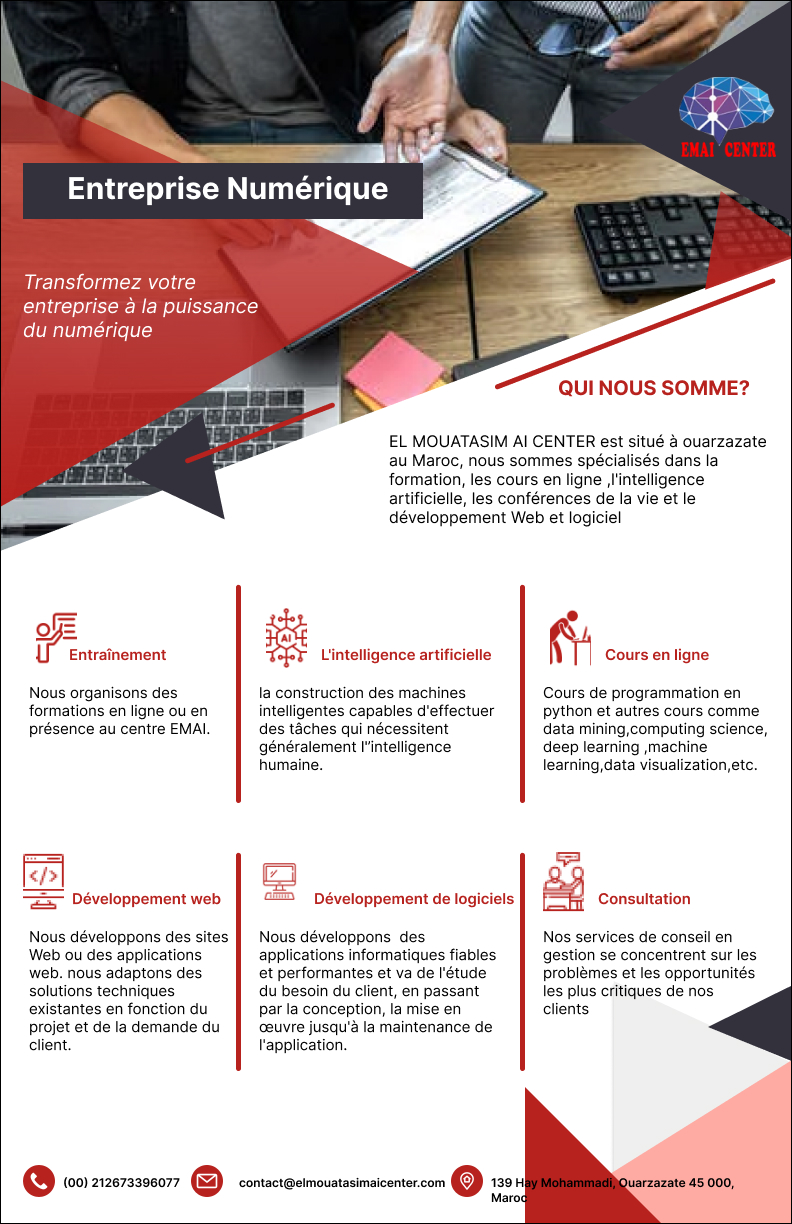 EMAI CENTER
Entreprise Numérique
Transformez votre
entreprise à la puissance
du numérique
QUI NOUS SOMME?
EL MOUATASIM AI CENTER est situé à ouarzazate
au Maroc, nous sommes spécialisés dans la
formation, les cours en ligne ,l'intelligence
artificielle, les conférences de la vie et le
développement Web et logiciel
Entraînement
Nous organisons des
formations en ligne ou en
présence au centre EMAI.
AI
L'intelligence artificielle
la construction des machines
intelligentes capables d'effectuer
des tâches qui nécessitent
généralement l'’intelligence
humaine.
Cours en ligne
Cours de programmation en
python et autres cours comme
data mining,computing science,
deep learning ,machine
learning,data visualization,etc.
</>
Développement web
Nous développons des sites
Web ou des applications
web. nous adaptons des
solutions techniques
existantes en fonction du
projet et de la demande du
client.
Développement de logiciels
Nous développons  des
applications informatiques fiables
et performantes et va de l'étude
du besoin du client, en passant
par la conception, la mise en
œuvre jusqu'à la maintenance de
l'application.
Consultation
Nos services de conseil en
gestion se concentrent sur les
problèmes et les opportunités
les plus critiques de nos
clients
(00) 212673396077
contact@elmouatasimaicenter.com
139 Hay Mohammadi, Ouarzazate 45 000,
Maroc